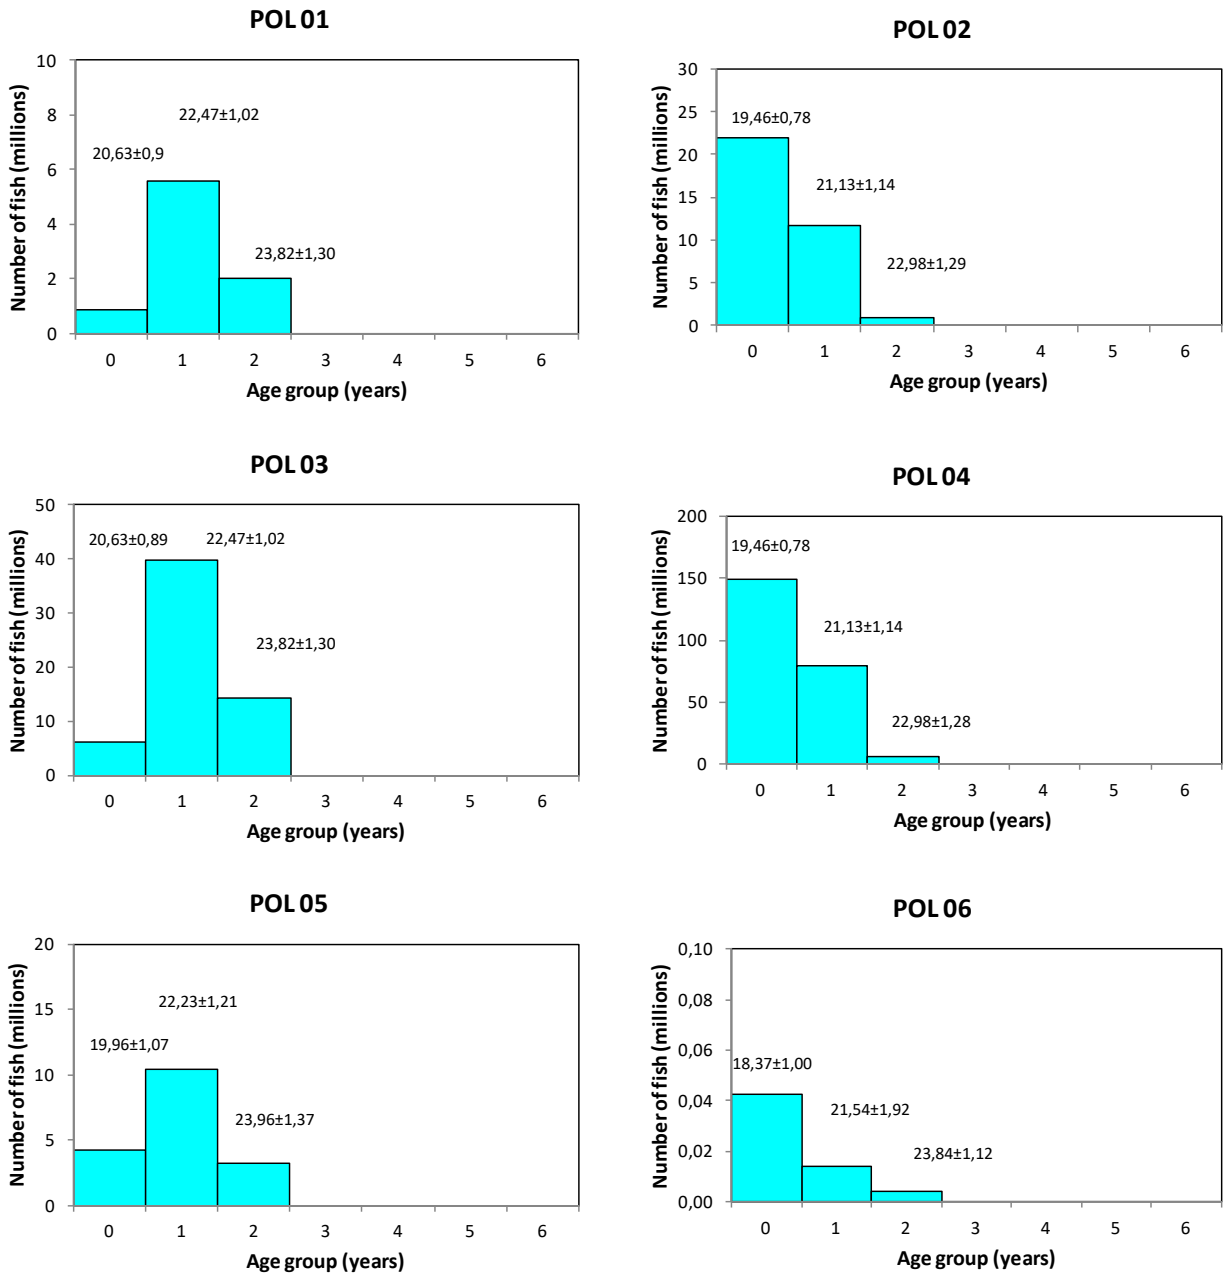 POL 01
Number of fish (millions)
10
8
6
4
2
0
22,47±1,02
20,63±0,9
23,82±1,30
0 1 2 3 4 5 6
Age group (years)
POL 02
Number of fish (millions)
30
25
20
15
10
5
0
19,46±0,78
21,13±1,14
22,98±1,29
0 1 2 3 4 5 6
Age group (years)
POL 03
Number of fish (millions)
50
40
30
20
10
0
20,63±0,89 22,47±1,02
23,82±1,30
0 1 2 3 4 5 6
Age group (years)
POL 04
Number of fish (millions)
200
150
100
50
0
19,46±0,78
21,13±1,14
22,98±1,28
0 1 2 3 4 5 6
Age group (years)
POL 05
Number of fish (millions)
20
15
10
5
0
22,23±1,21
19,96±1,07
23,96±1,37
0 1 2 3 4 5 6
Age group (years)
POL 06
Number of fish (millions)
0,10
0,08
0,06
0,04
0,02
0,00
18,37±1,00
21,54±1,92
23,84±1,12
0 1 2 3 4 5 6
Age group (years)